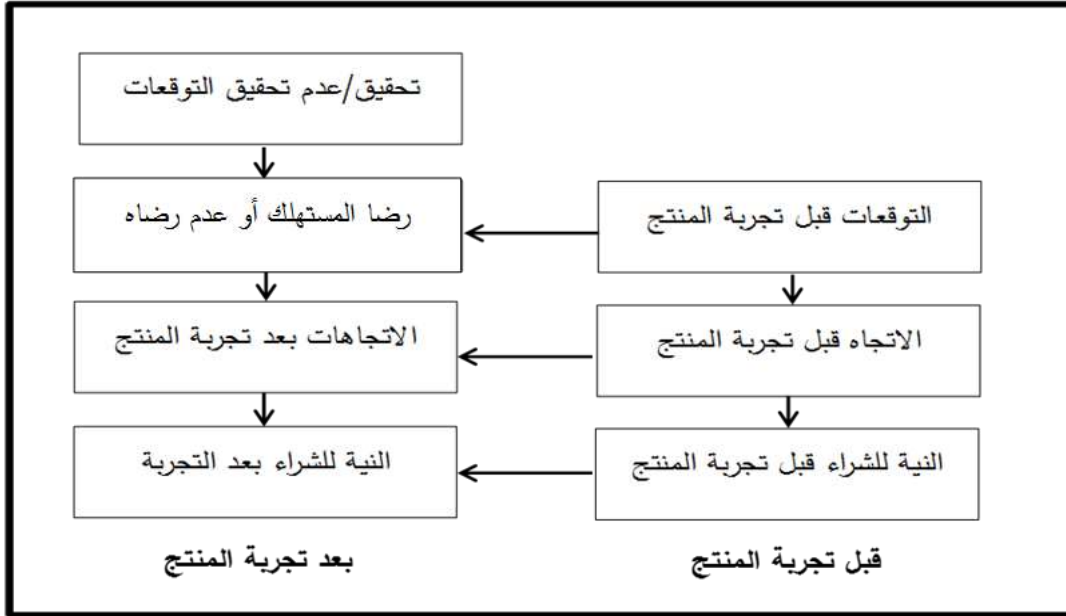 تحقيق/عدم تحقيق التوقعات
التوقعات قبل تجربة المنتج
رضا المستهلك أو عدم رضاه
الاتجاه قبل تجربة المنتج
الاتجاهات بعد تجربة المنتج
النية للشراء قبل تجربة المنتج
النية للشراء بعد التجربة
قبل تجربة المنتج
بعد تجربة المنتج